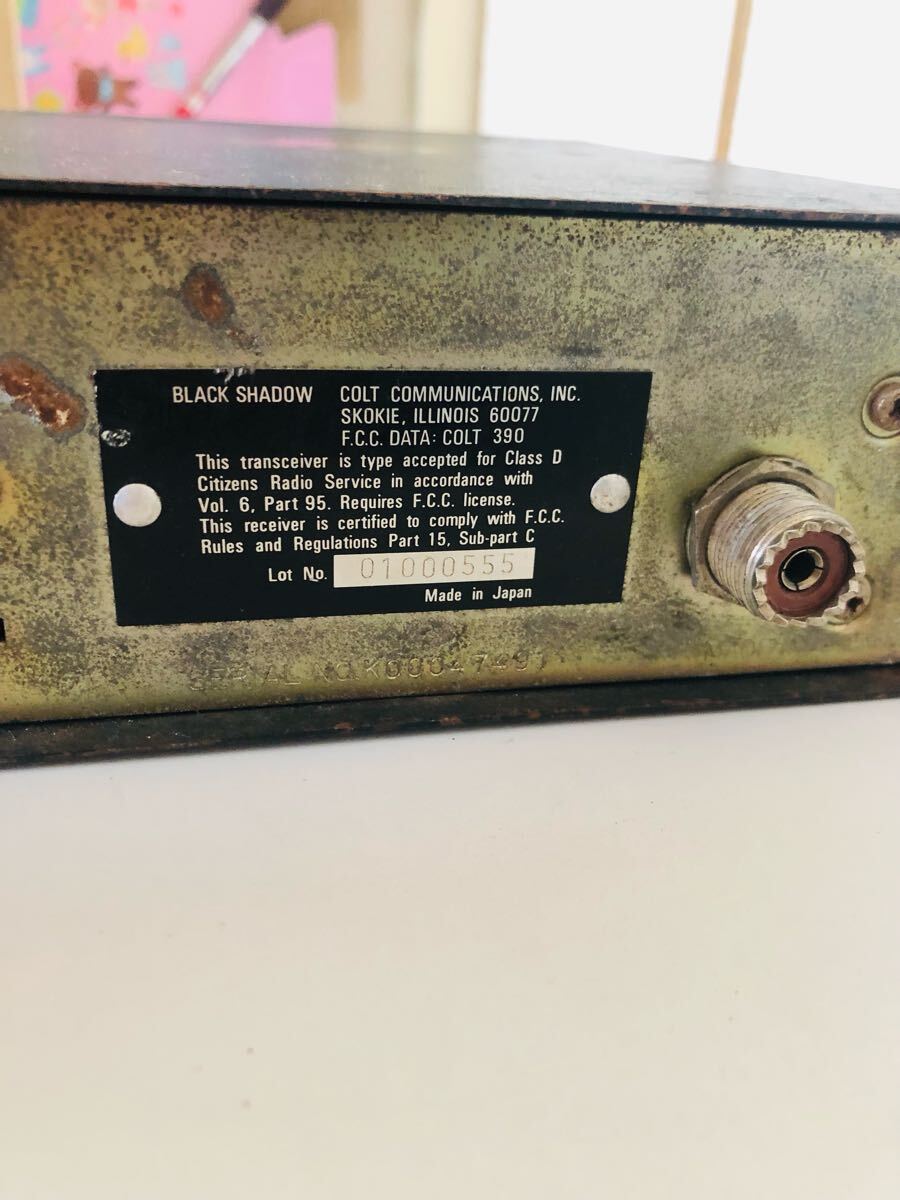 BLACK SHADOW COLT COMMUNICATIONS, INC.
SKOKIE, ILLINOIS 60077
F.C.C. DATA: COLT 390
This transceiver is type accepted for Class D
Citizens Radio Service in accordance with
Vol. 6, Part 95. Requires F.C.C. license.
This receiver is certified to comply with F.C.C.
Rules and Regulations Part 15, Sub-part C
Lot No. 01000555
Made in Japan
SERIAL NO.